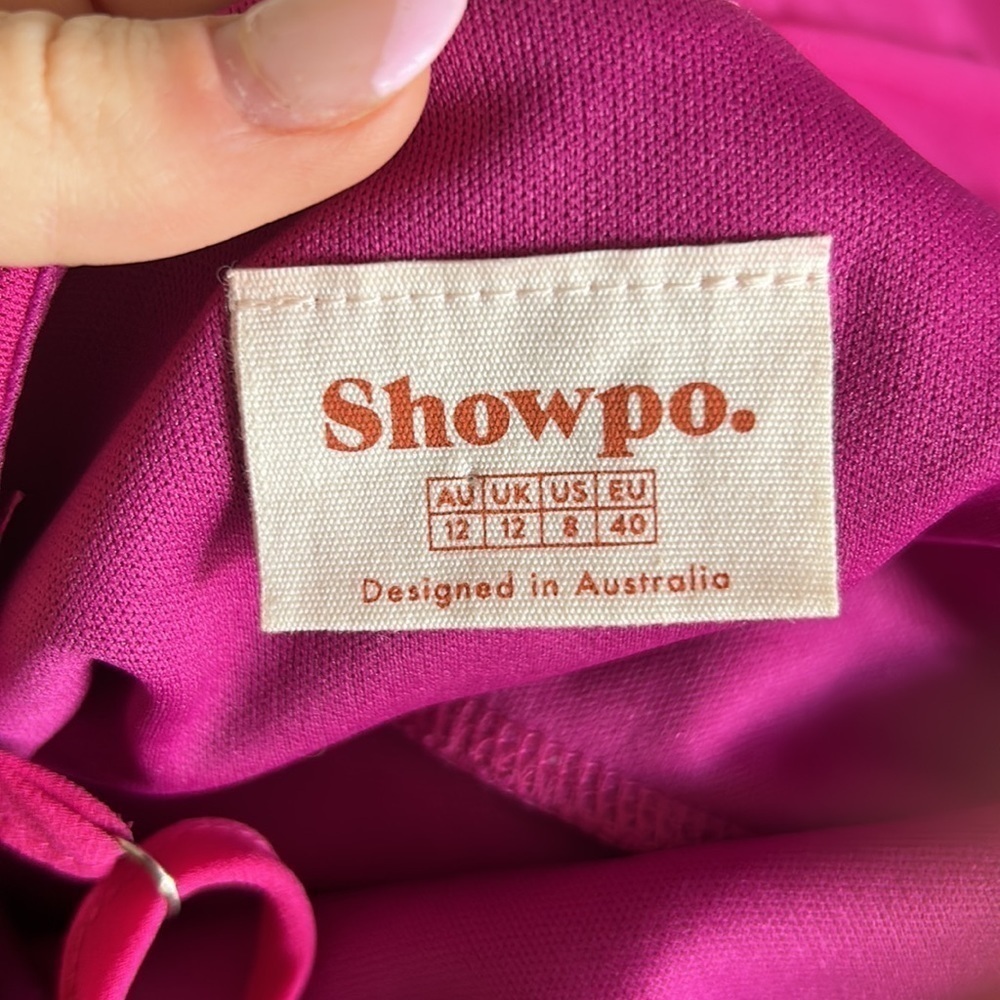 Showpo.
AU UK US EU
12 12 8 40
Designed in Australia